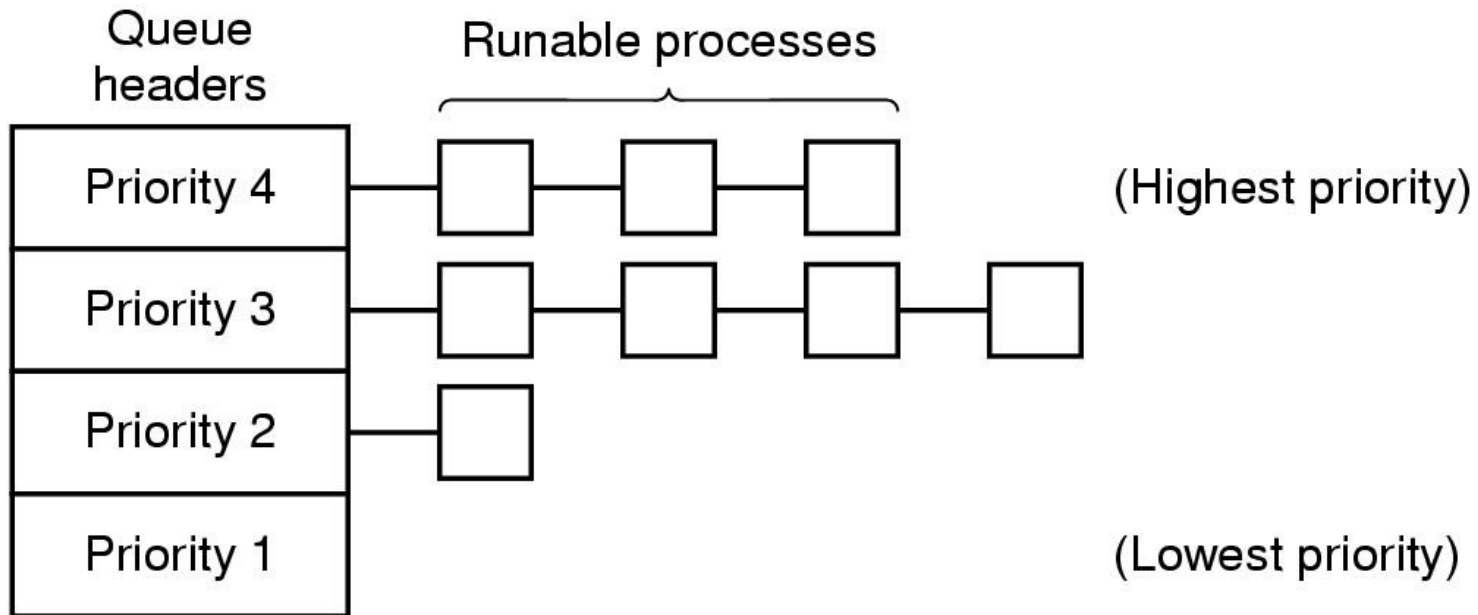 Queue
headers
Runable processes
Priority 4
(Highest priority)
Priority 3
Priority 2
Priority 1
(Lowest priority)